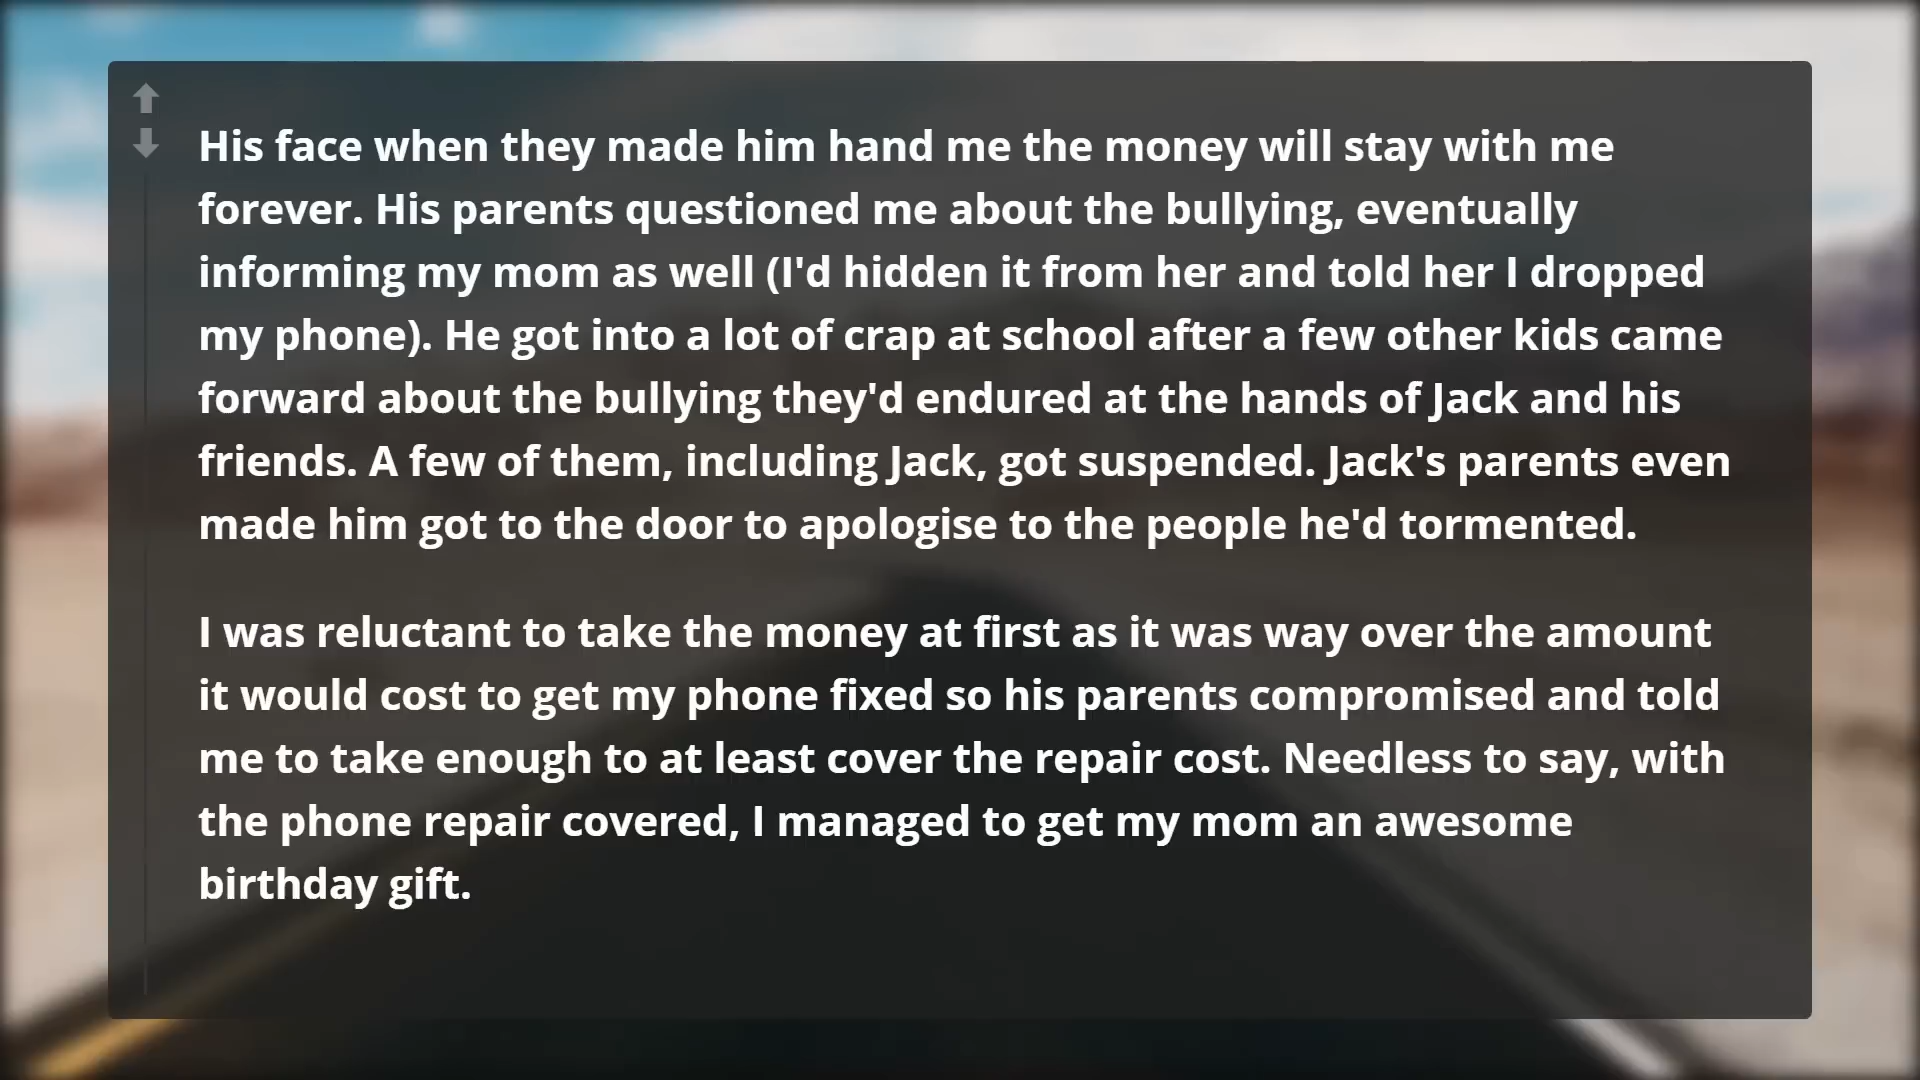 His face when they made him hand me the money will stay with me
forever. His parents questioned me about the bullying, eventually
informing my mom as well (I'd hidden it from her and told her I dropped
my phone). He got into a lot of crap at school after a few other kids came
forward about the bullying they'd endured at the hands of Jack and his
friends. A few of them, including Jack, got suspended. Jack's parents even
made him got to the door to apologise to the people he'd tormented.
I was reluctant to take the money at first as it was way over the amount
it would cost to get my phone fixed so his parents compromised and told
me to take enough to at least cover the repair cost. Needless to say, with
the phone repair covered, I managed to get my mom an awesome
birthday gift.